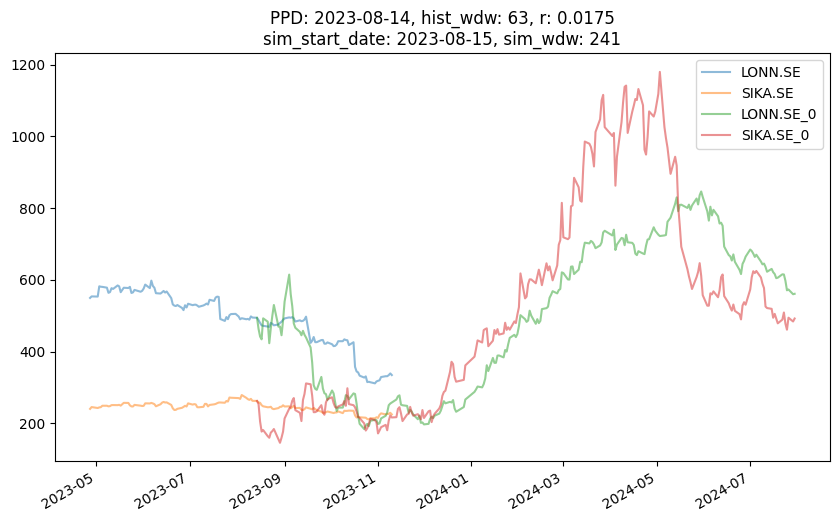 PPD: 2023-08-14, hist_wdw: 63, r: 0.0175
sim_start_date: 2023-08-15, sim_wdw: 241
1200
1000
800
600
400
200
LONN.SE
SIKA.SE
LONN.SE_0
SIKA.SE_0
2023-05
2023-07
2023-09
2023-11
2024-01
2024-03
2024-05
2024-07